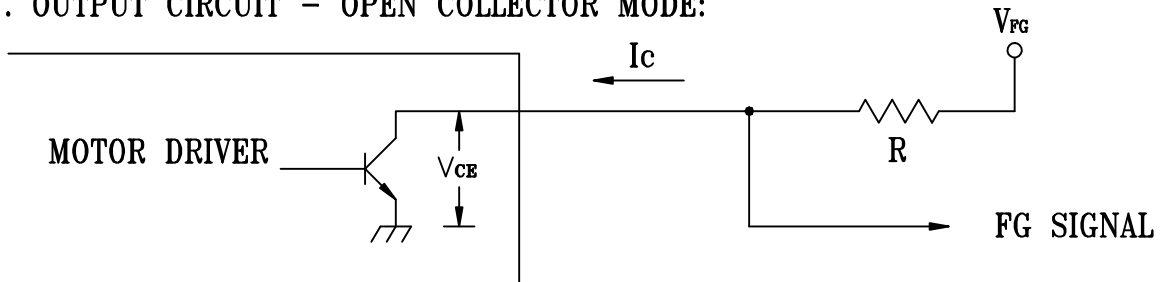 . OUTPUT CIRCUIT - OPEN COLLECTOR MODE:
VFG
Ic
MOTOR DRIVER
VCE
R
FG SIGNAL